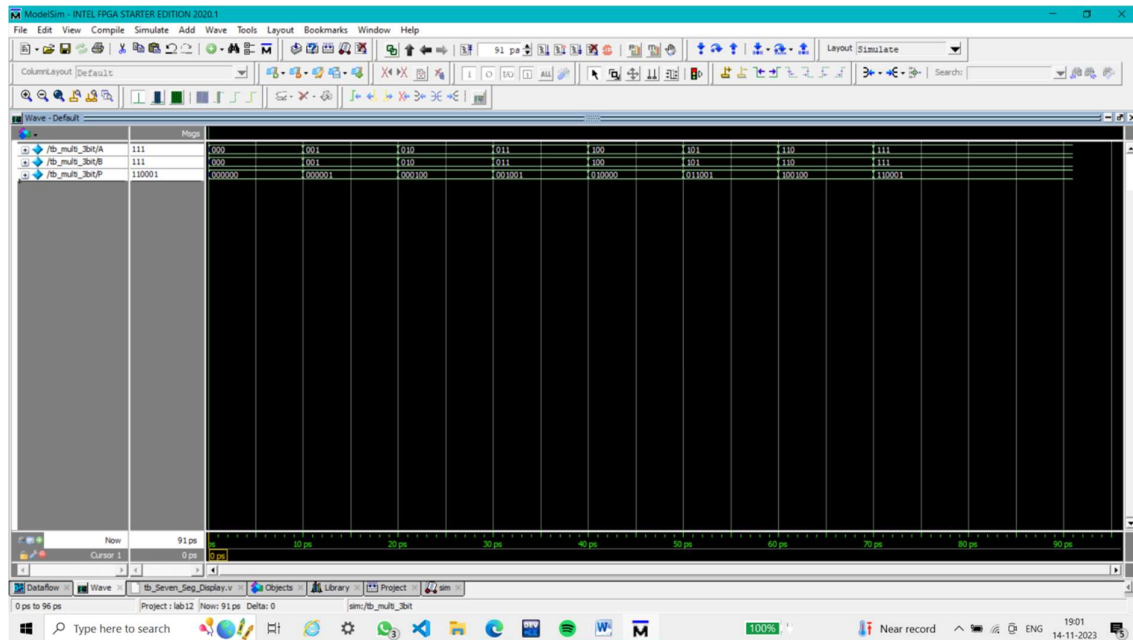 ModelSim - INTEL FPGA STARTER EDITION 2020.1
File Edit View Compile Simulate Add Wave Tools Layout Bookmarks Window Help
91 ps Layout Simulate
ColumnLayout Default Search:
Wave - Default
Msgs
/tb_multi_3bit/A 111 000 001 010 011 100 101 110 111
/tb_multi_3bit/B 111 000 001 010 011 100 101 110 111
/tb_multi_3bit/P 110001 000000 000001 000100 001001 010000 011001 100100 110001
Now 91 ps ps 10 ps 20 ps 30 ps 40 ps 50 ps 60 ps 70 ps 80 ps 90 ps
Cursor 1 0 ps 0 ps
Dataflow Wave tb_Seven_Seg_Display.v Objects Library Project sim
0 ps to 96 ps Project : lab12 Now: 91 ps Delta: 0 sim:/tb_multi_3bit
Type here to search 100% Near record ENG 19:01
14-11-2023